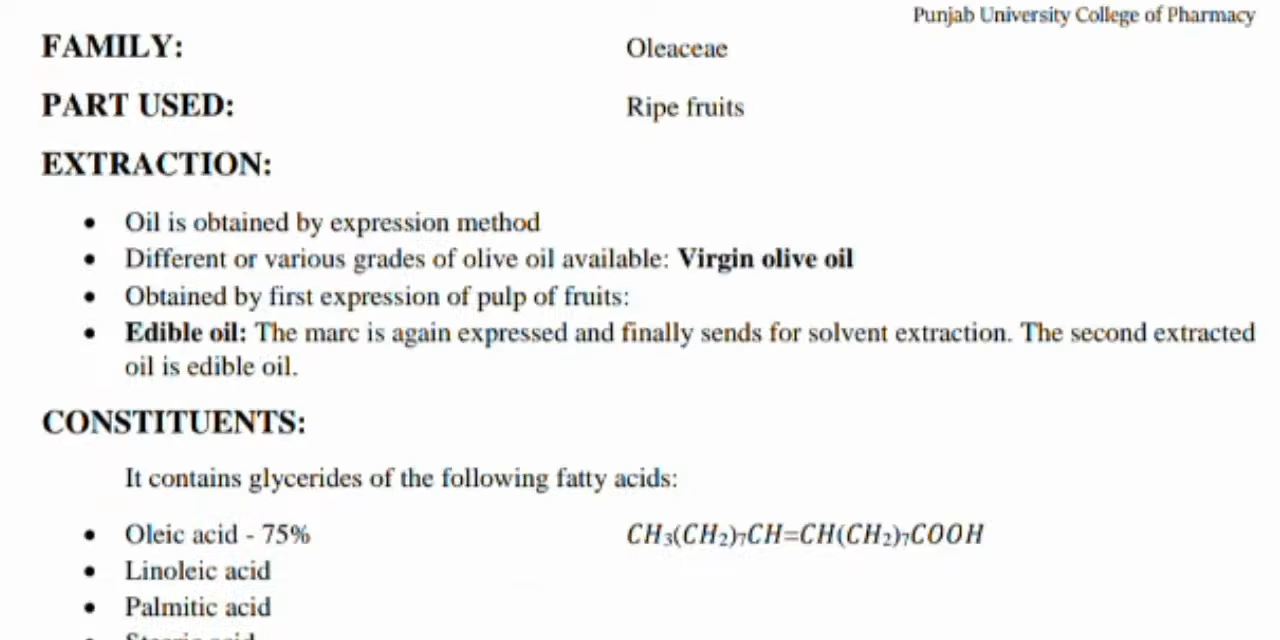 Punjab University College of Pharmacy
FAMILY: Oleaceae
PART USED: Ripe fruits
EXTRACTION:
• Oil is obtained by expression method
• Different or various grades of olive oil available: Virgin olive oil
• Obtained by first expression of pulp of fruits:
• Edible oil: The marc is again expressed and finally sends for solvent extraction. The second extracted
oil is edible oil.
CONSTITUENTS:
It contains glycerides of the following fatty acids:
• Oleic acid - 75% CH₃(CH₂)₇CH=CH(CH₂)₇COOH
• Linoleic acid
• Palmitic acid